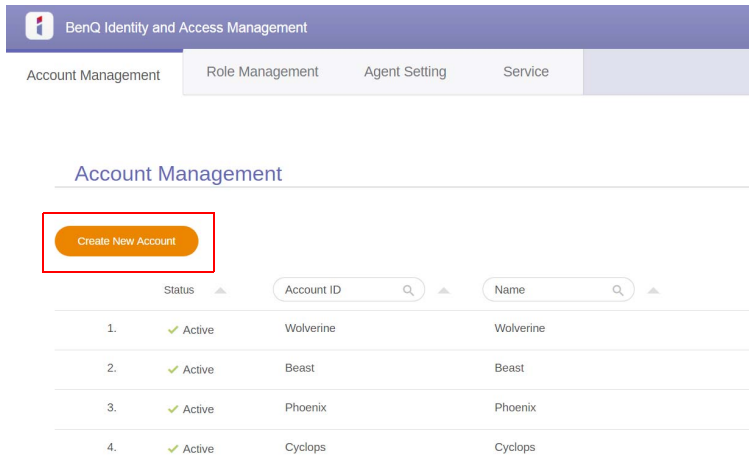 BenQ Identity and Access Management
Account Management Role Management Agent Setting Service
Account Management
Create New Account
Status Account ID Name
1. Active Wolverine Wolverine
2. Active Beast Beast
3. Active Phoenix Phoenix
4. Active Cyclops Cyclops